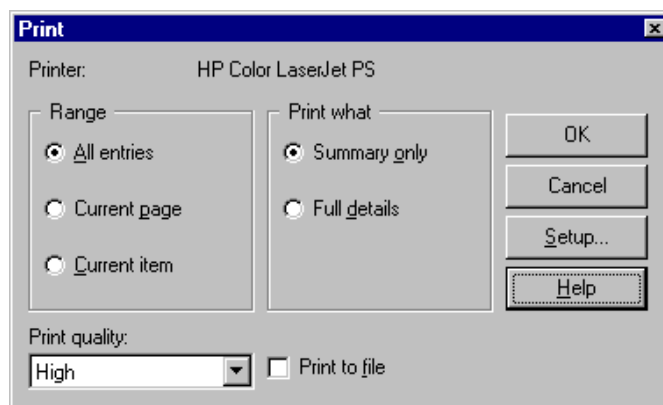 Print
Printer: HP Color LaserJet PS
Range
All entries
Current page
Current item
Print what
Summary only
Full details
OK
Cancel
Setup...
Help
Print quality:
High
Print to file